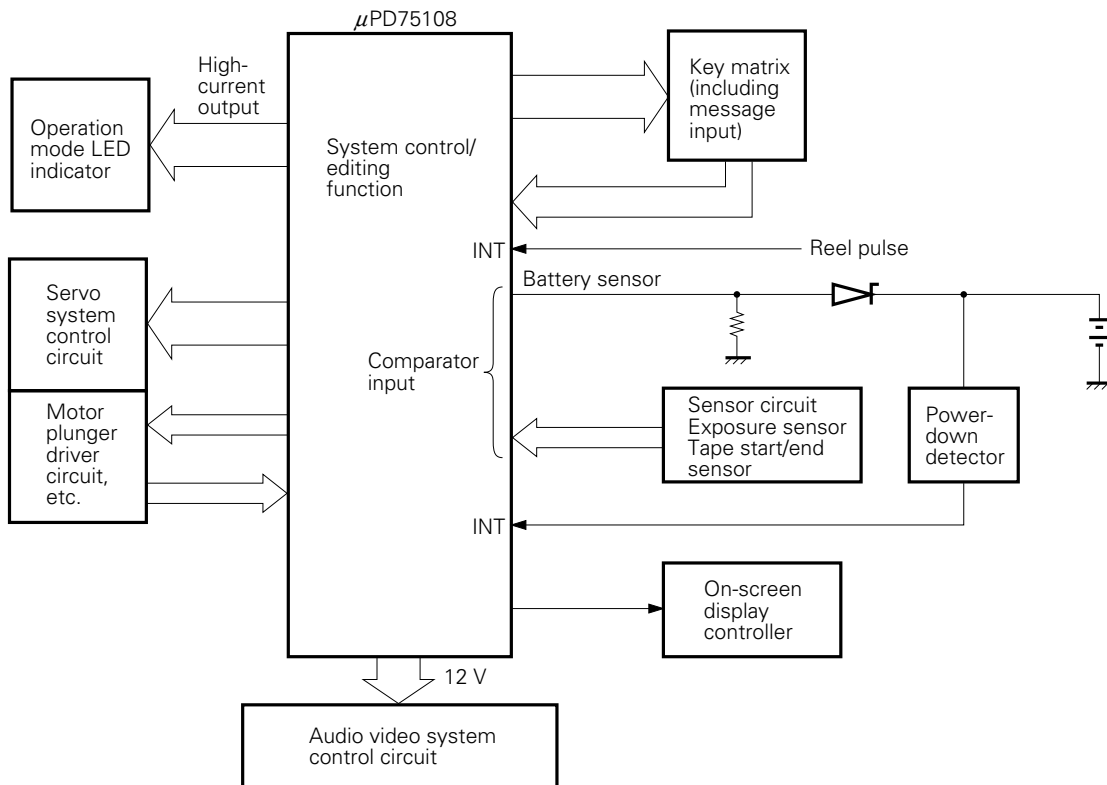 µPD75108
High-
current
output
Operation
mode LED
indicator
System control/
editing
function
Key matrix
(including
message
input)
INT
Reel pulse
Battery sensor
Servo
system
control
circuit
Comparator
input
Motor
plunger
driver
circuit,
etc.
Sensor circuit
Exposure sensor
Tape start/end
sensor
Power-
down
detector
INT
On-screen
display
controller
12 V
Audio video system
control circuit